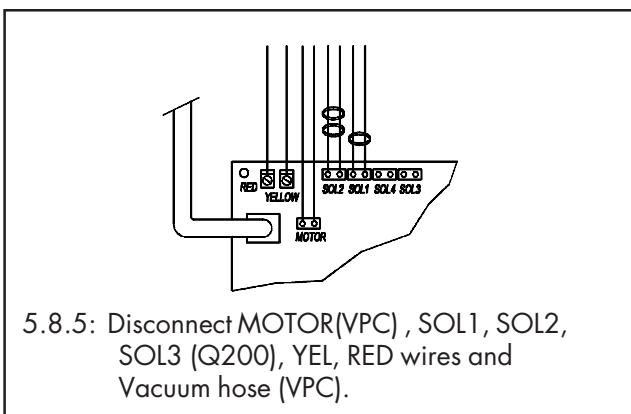 RED YELLOW SOL2 SOL1 SOL4 SOL3
MOTOR
5.8.5: Disconnect MOTOR(VPC) , SOL1, SOL2,
SOL3 (Q200), YEL, RED wires and
Vacuum hose (VPC).